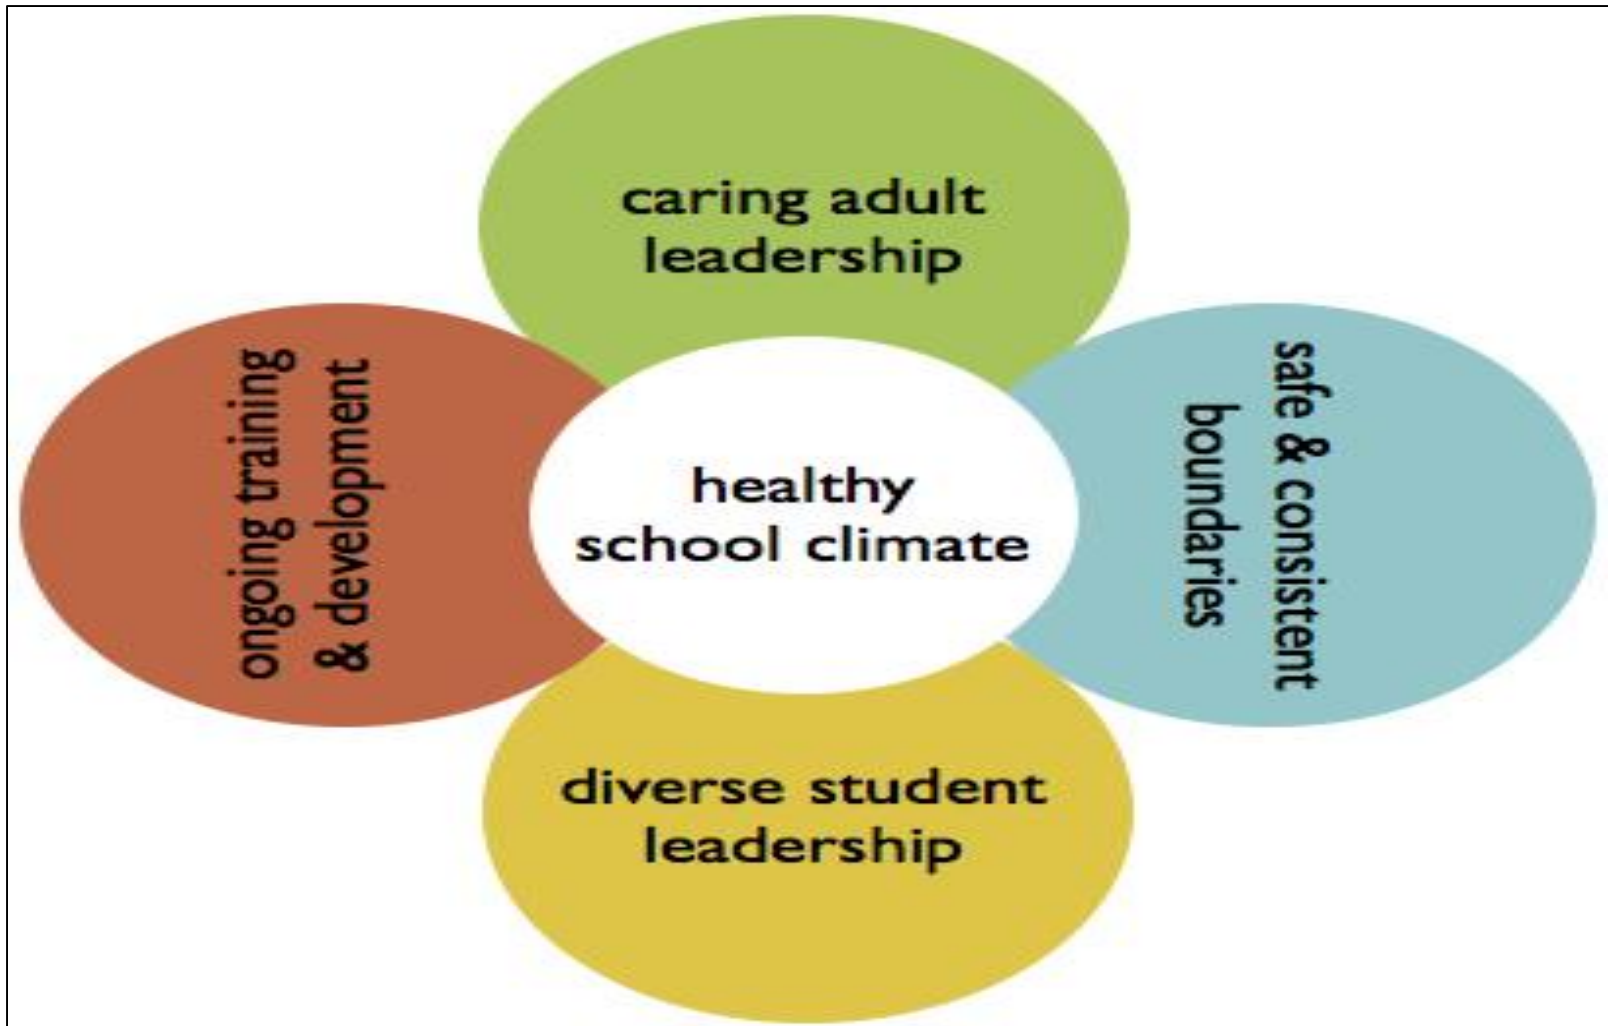 caring adult
leadership
ongoing training
& development
healthy
school climate
safe & consistent
boundaries
diverse student
leadership